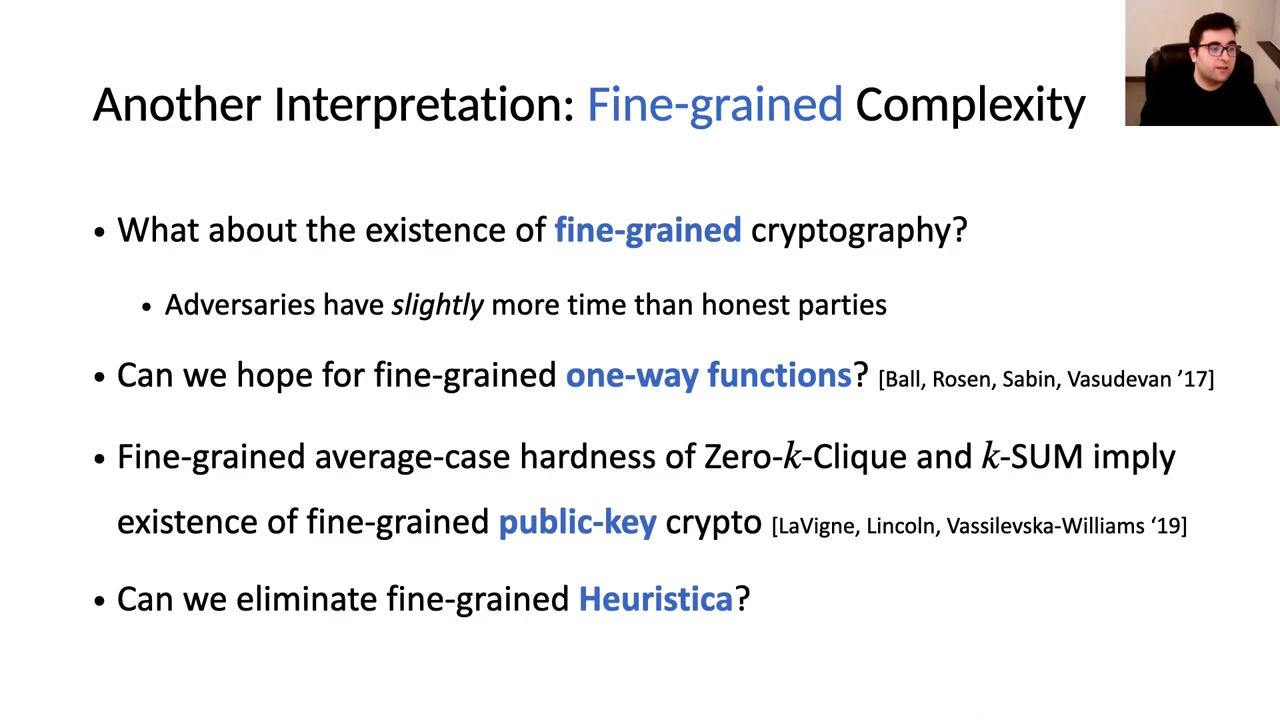 Another Interpretation: Fine-grained Complexity
• What about the existence of fine-grained cryptography?
• Adversaries have slightly more time than honest parties
• Can we hope for fine-grained one-way functions? [Ball, Rosen, Sabin, Vasudevan ’17]
• Fine-grained average-case hardness of Zero-k-Clique and k-SUM imply
existence of fine-grained public-key crypto [LaVigne, Lincoln, Vassilevska-Williams ‘19]
• Can we eliminate fine-grained Heuristica?